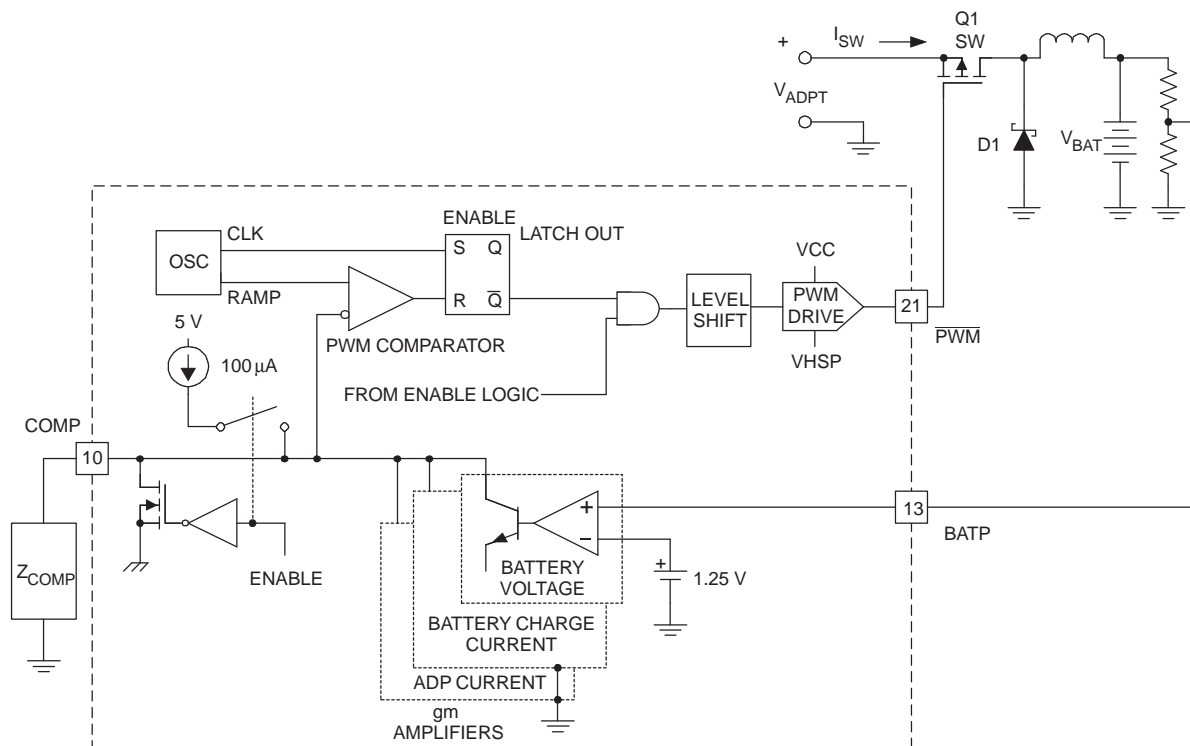 Q1
SW
I_SW
+
V_ADPT
D1
V_BAT
ENABLE
LATCH OUT
CLK
S Q
OSC
RAMP
R Q̅
5 V
100 µA
PWM COMPARATOR
LEVEL
SHIFT
VCC
PWM
DRIVE
VHSP
21
P̅W̅M̅
FROM ENABLE LOGIC
COMP
10
Z_COMP
ENABLE
+
−
BATTERY
VOLTAGE
+
1.25 V
13
BATP
BATTERY CHARGE
CURRENT
ADP CURRENT
gm
AMPLIFIERS